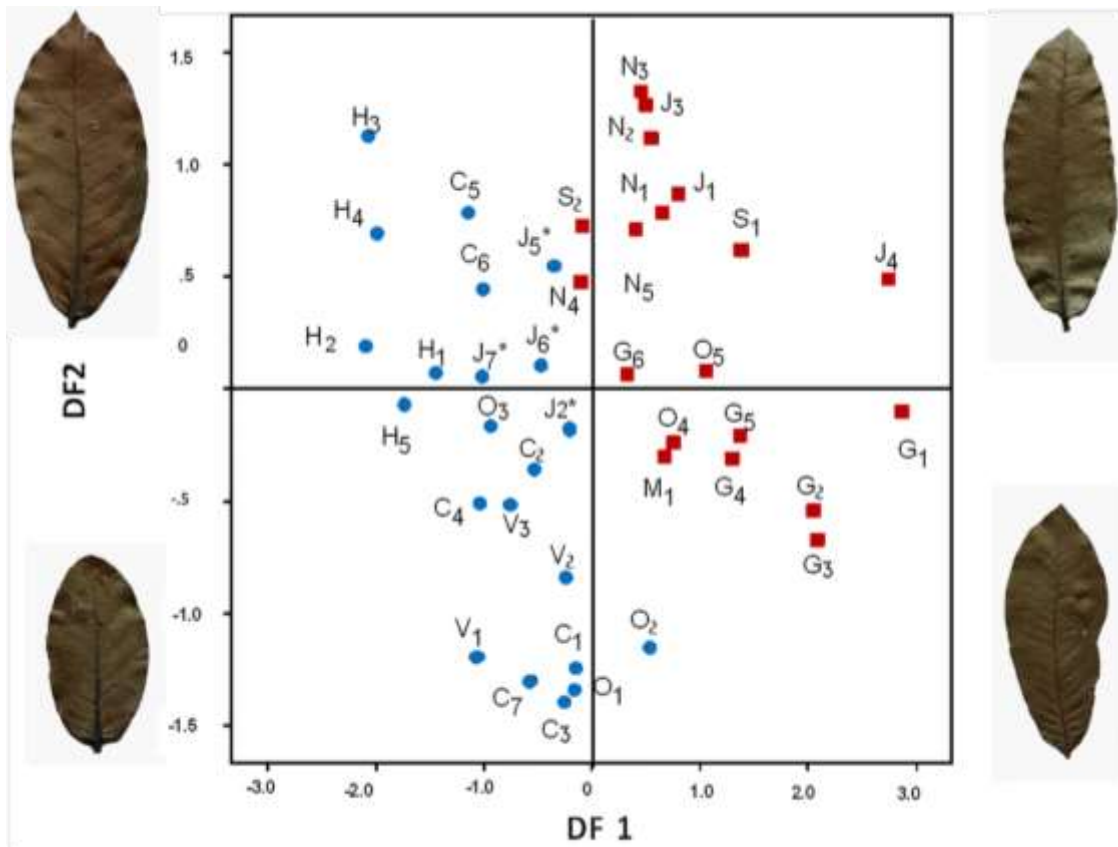 1.5
N3
J3
H3
N2
1.0
C5
N1
J1
S2
H4
S1
J5*
C6
J4
.5
N4
N5
J6*
0
H2
H1
J7*
G6
O5
DF2
O3
J2*
O4
G5
H5
G1
C2
M1
G4
G2
-.5
C4
V3
G3
V2
-1.0
O2
V1
C1
C7
O1
C3
-1.5
-3.0 -2.0 -1.0 0 1.0 2.0 3.0
DF 1